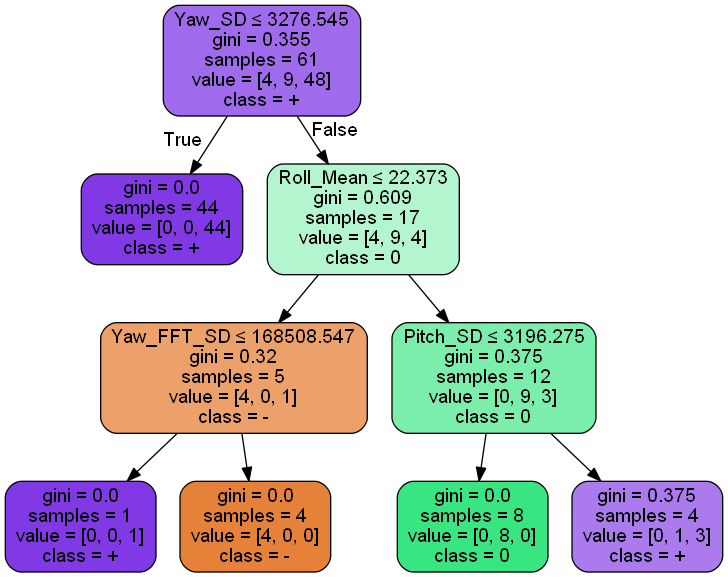 Yaw_SD ≤ 3276.545
gini = 0.355
samples = 61
value = [4, 9, 48]
class = +
True
False
gini = 0.0
samples = 44
value = [0, 0, 44]
class = +
Roll_Mean ≤ 22.373
gini = 0.609
samples = 17
value = [4, 9, 4]
class = 0
Yaw_FFT_SD ≤ 168508.547
gini = 0.32
samples = 5
value = [4, 0, 1]
class = -
Pitch_SD ≤ 3196.275
gini = 0.375
samples = 12
value = [0, 9, 3]
class = 0
gini = 0.0
samples = 1
value = [0, 0, 1]
class = +
gini = 0.0
samples = 4
value = [4, 0, 0]
class = -
gini = 0.0
samples = 8
value = [0, 8, 0]
class = 0
gini = 0.375
samples = 4
value = [0, 1, 3]
class = +